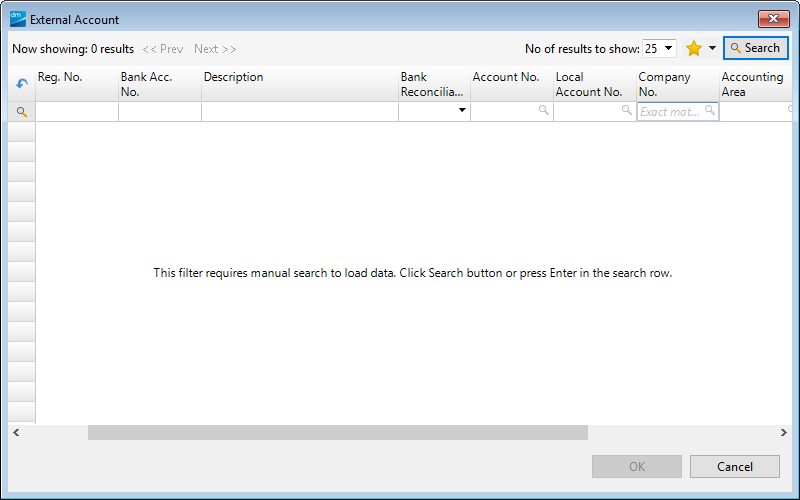 dm External Account
Now showing: 0 results << Prev Next >> No of results to show: 25 Search
Reg. No. Bank Acc. No. Description Bank Reconcilia... Account No. Local Account No. Company No. Accounting Area
Exact mat...
This filter requires manual search to load data. Click Search button or press Enter in the search row.
OK Cancel